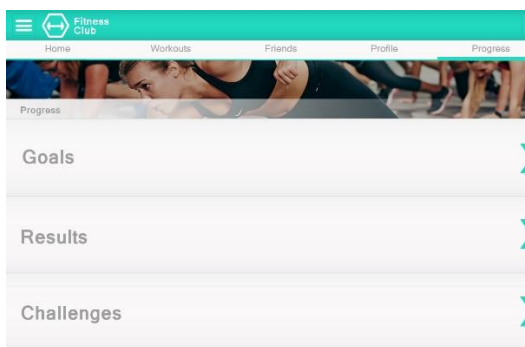 Fitness
Club
Home Workouts Friends Profile Progress
Progress
Goals
Results
Challenges